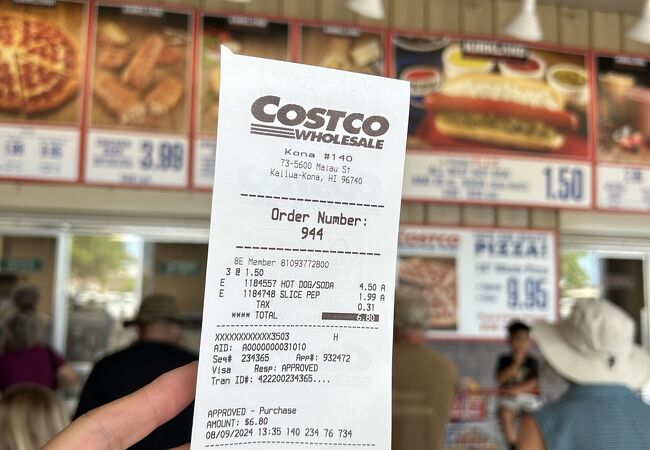 KIRKLAND
3.99
1.50
PIZZA!
9.95
COSTCO
WHOLESALE
Kona #140
73-5600 Maiau St
Kailua-Kona, HI 96740
Order Number:
944
8E Member 81093772800
3 @ 1.50
E 1184557 HOT DOG/SODA 4.50 A
E 1184748 SLICE PEP 1.99 A
TAX 0.31
**** TOTAL 6.80
XXXXXXXXXXXX3503 H
AID: A0000000031010
Seq# 234365 App#: 932472
Visa Resp: APPROVED
Tran ID#: 422200234365....
APPROVED - Purchase
AMOUNT: $6.80
08/09/2024 13:35 140 234 76 734